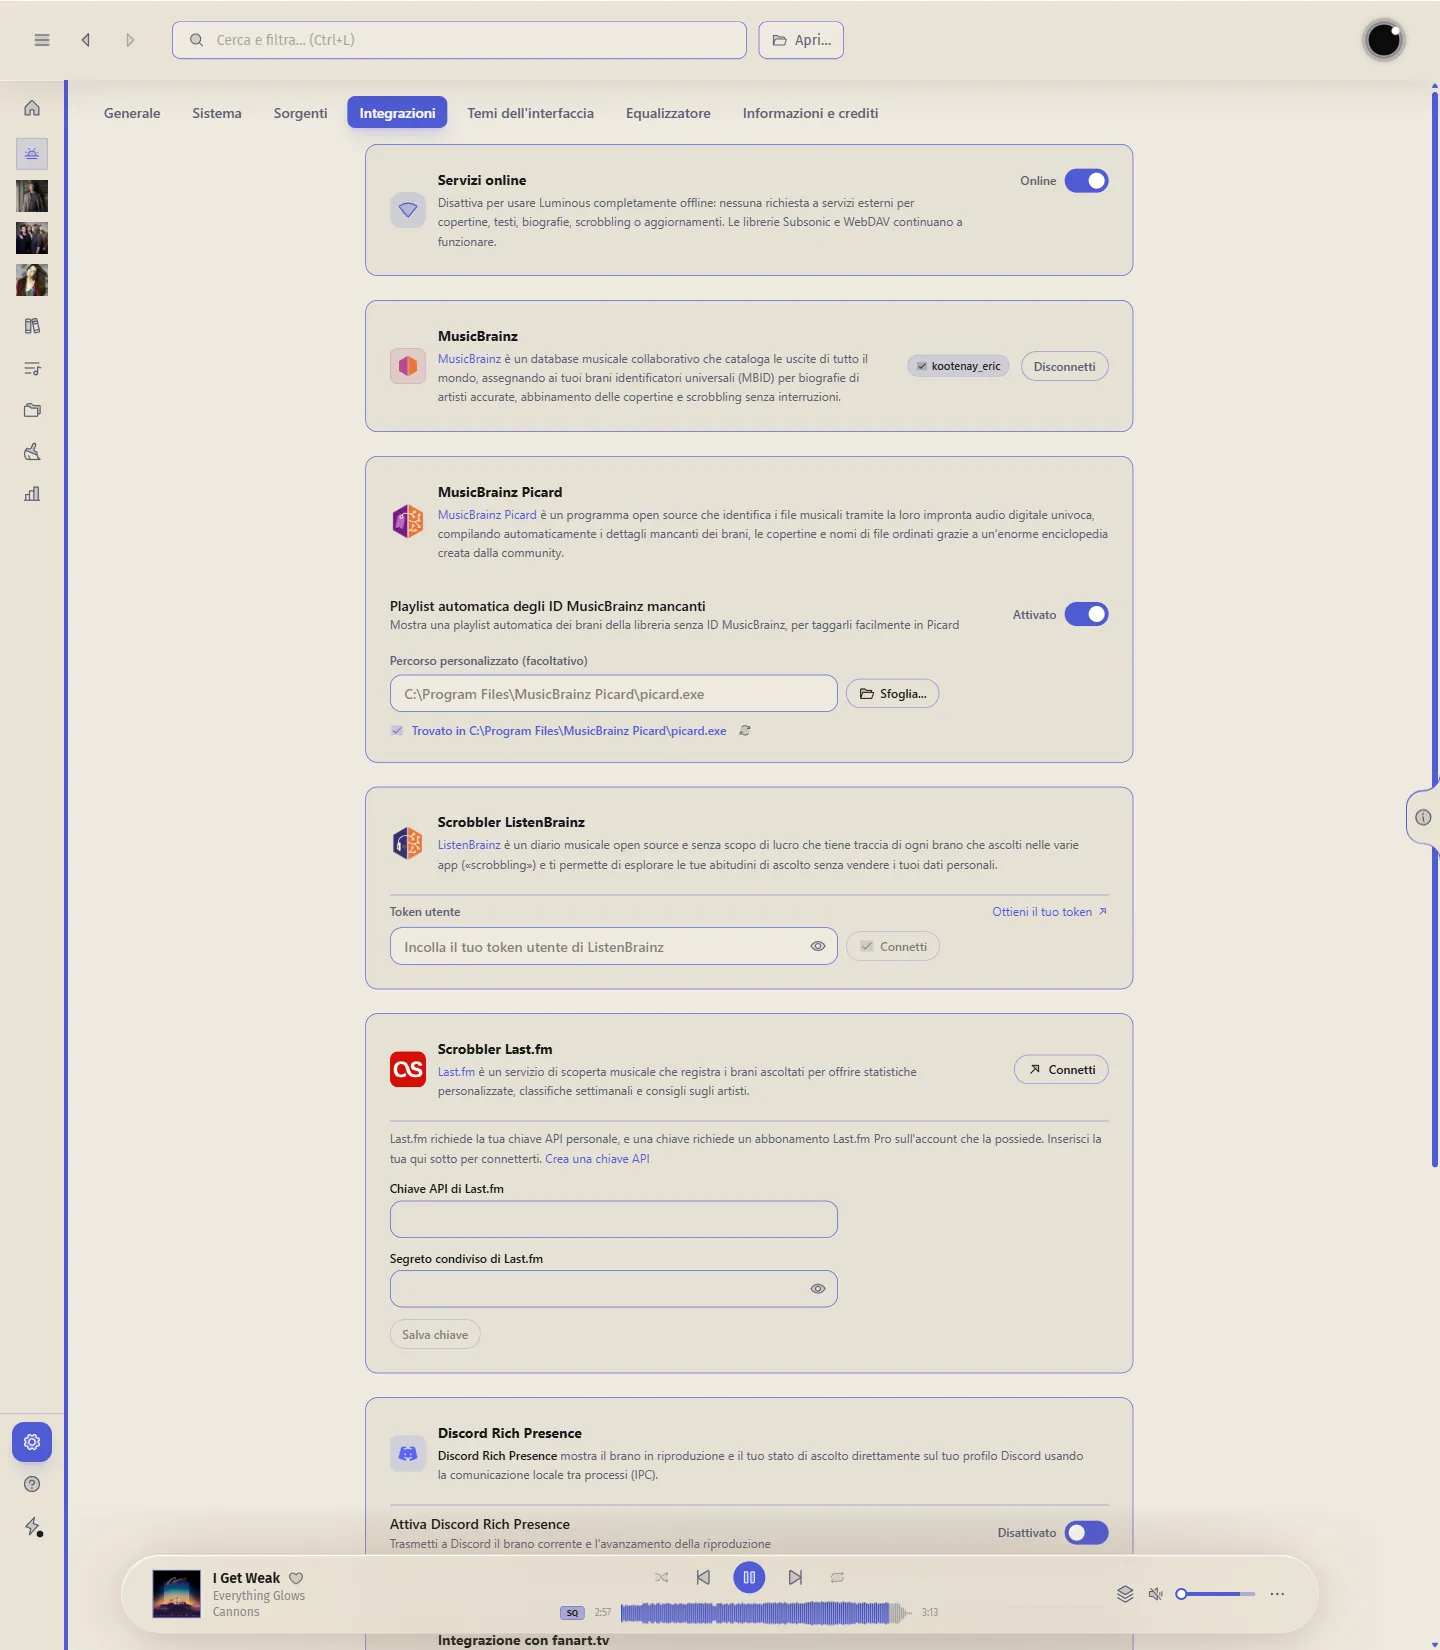 Cerca e filtra... (Ctrl+L)
Apri...
Generale
Sistema
Sorgenti
Integrazioni
Temi dell'interfaccia
Equalizzatore
Informazioni e crediti
Servizi online
Disattiva per usare Luminous completamente offline: nessuna richiesta a servizi esterni per
copertine, testi, biografie, scrobbling o aggiornamenti. Le librerie Subsonic e WebDAV continuano a
funzionare.
Online
MusicBrainz
MusicBrainz è un database musicale collaborativo che cataloga le uscite di tutto il
mondo, assegnando ai tuoi brani identificatori universali (MBID) per biografie di
artisti accurate, abbinamento delle copertine e scrobbling senza interruzioni.
kootenay_eric
Disconnetti
MusicBrainz Picard
MusicBrainz Picard è un programma open source che identifica i file musicali tramite la loro impronta audio digitale univoca,
compilando automaticamente i dettagli mancanti dei brani, le copertine e nomi di file ordinati grazie a un'enorme enciclopedia
creata dalla community.
Playlist automatica degli ID MusicBrainz mancanti
Mostra una playlist automatica dei brani della libreria senza ID MusicBrainz, per taggarli facilmente in Picard
Attivato
Percorso personalizzato (facoltativo)
C:\Program Files\MusicBrainz Picard\picard.exe
Sfoglia...
Trovato in C:\Program Files\MusicBrainz Picard\picard.exe
Scrobbler ListenBrainz
ListenBrainz è un diario musicale open source e senza scopo di lucro che tiene traccia di ogni brano che ascolti nelle varie
app («scrobbling») e ti permette di esplorare le tue abitudini di ascolto senza vendere i tuoi dati personali.
Token utente
Ottieni il tuo token
Incolla il tuo token utente di ListenBrainz
Connetti
Scrobbler Last.fm
Last.fm è un servizio di scoperta musicale che registra i brani ascoltati per offrire statistiche
personalizzate, classifiche settimanali e consigli sugli artisti.
Connetti
Last.fm richiede la tua chiave API personale, e una chiave richiede un abbonamento Last.fm Pro sull'account che la possiede. Inserisci la
tua qui sotto per connetterti. Crea una chiave API
Chiave API di Last.fm
Segreto condiviso di Last.fm
Salva chiave
Discord Rich Presence
Discord Rich Presence mostra il brano in riproduzione e il tuo stato di ascolto direttamente sul tuo profilo Discord usando
la comunicazione locale tra processi (IPC).
Attiva Discord Rich Presence
Trasmetti a Discord il brano corrente e l'avanzamento della riproduzione
Disattivato
I Get Weak
Everything Glows
Cannons
SQ
2:57
3:13
Integrazione con fanart.tv